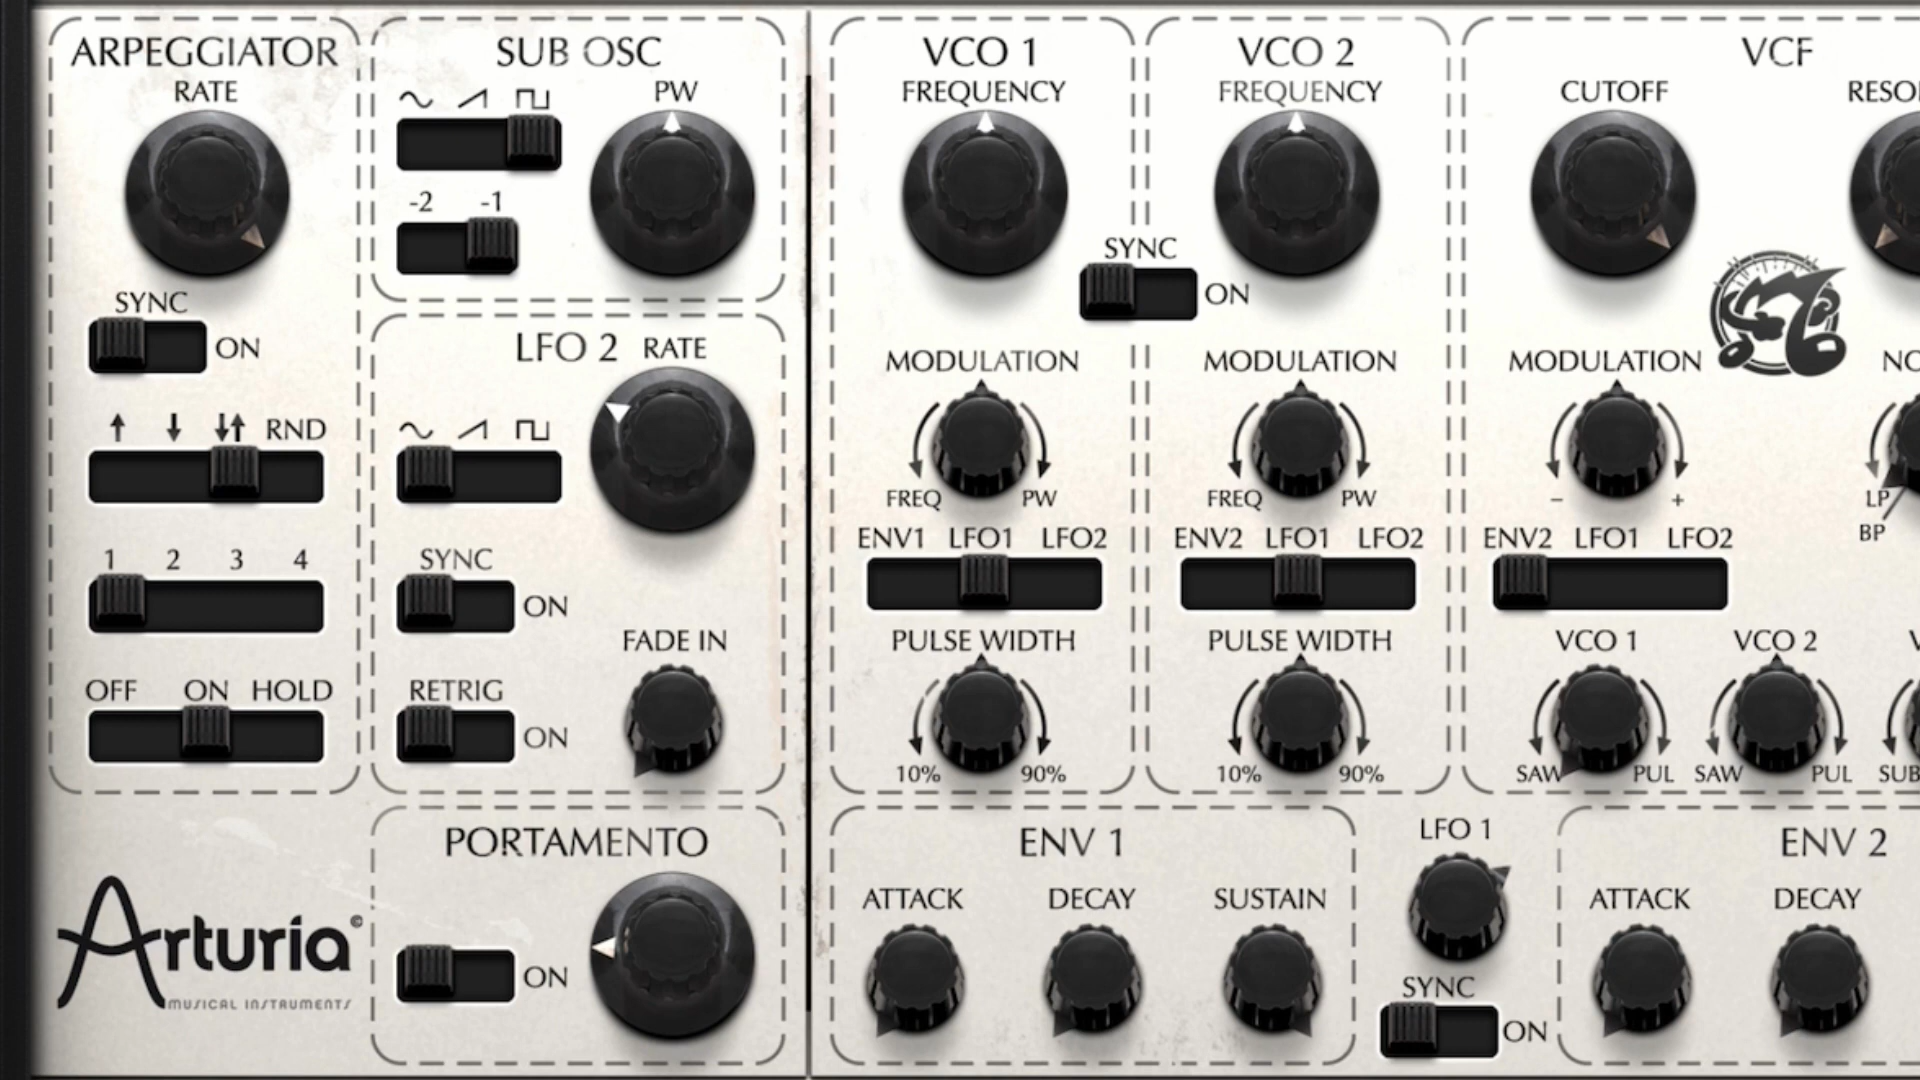 ARPEGGIATOR
RATE
SYNC
ON
RND
1 2 3 4
OFF ON HOLD
Arturia©
MUSICAL INSTRUMENTS
SUB OSC
PW
-2 -1
LFO 2 RATE
SYNC
ON
FADE IN
RETRIG
ON
PORTAMENTO
ON
VCO 1
FREQUENCY
SYNC
ON
MODULATION
FREQ PW
ENV1 LFO1 LFO2
PULSE WIDTH
10% 90%
VCO 2
FREQUENCY
MODULATION
FREQ PW
ENV2 LFO1 LFO2
PULSE WIDTH
10% 90%
VCF
CUTOFF RESO
MODULATION NO
- +
LP
BP
ENV2 LFO1 LFO2
VCO 1 VCO 2 V
SAW PUL SAW PUL SUB
ENV 1
ATTACK DECAY SUSTAIN
LFO 1
SYNC
ON
ENV 2
ATTACK DECAY